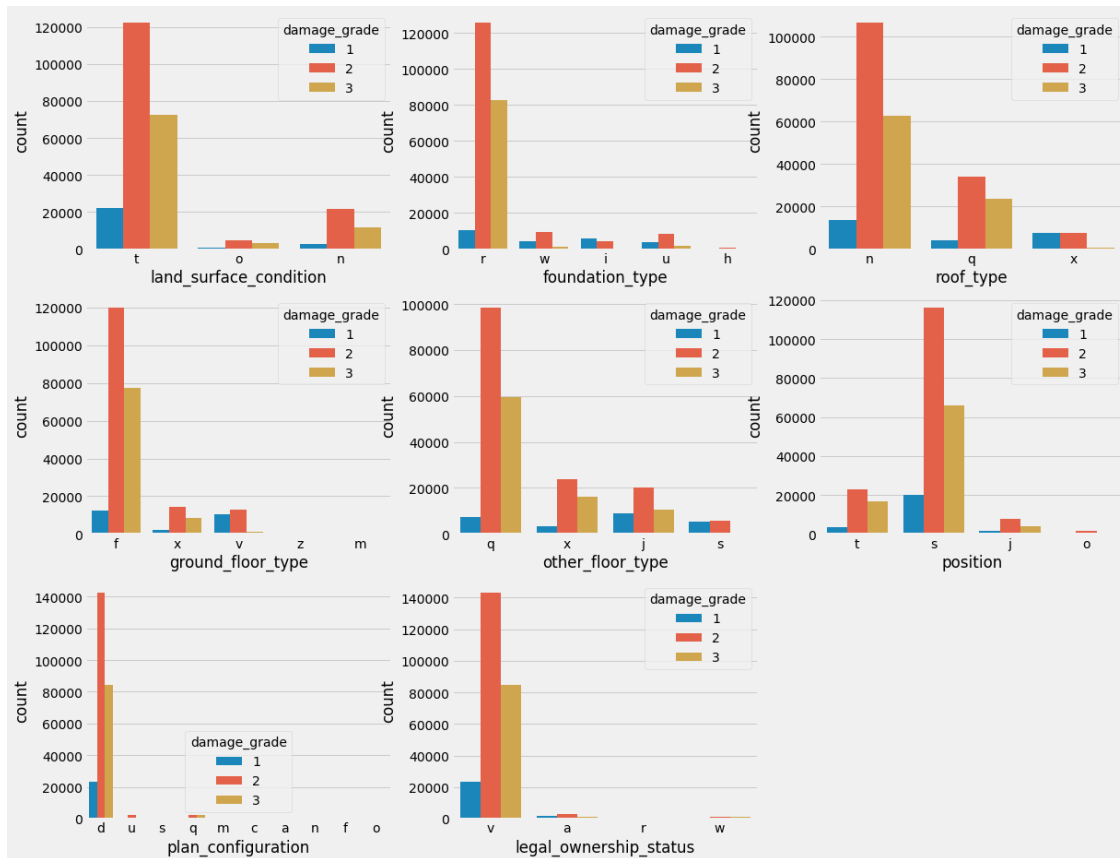 damage_grade
1
2
3
120000
100000
80000
60000
40000
20000
0
count
t o n
land_surface_condition
damage_grade
1
2
3
120000
100000
80000
60000
40000
20000
0
count
r w i u h
foundation_type
damage_grade
1
2
3
100000
80000
60000
40000
20000
0
count
n q x
roof_type
damage_grade
1
2
3
120000
100000
80000
60000
40000
20000
0
count
f x v z m
ground_floor_type
damage_grade
1
2
3
100000
80000
60000
40000
20000
0
count
q x j s
other_floor_type
damage_grade
1
2
3
120000
100000
80000
60000
40000
20000
0
count
t s j o
position
140000
120000
100000
80000
60000
40000
20000
0
count
damage_grade
1
2
3
d u s q m c a n f o
plan_configuration
damage_grade
1
2
3
140000
120000
100000
80000
60000
40000
20000
0
count
v a r w
legal_ownership_status